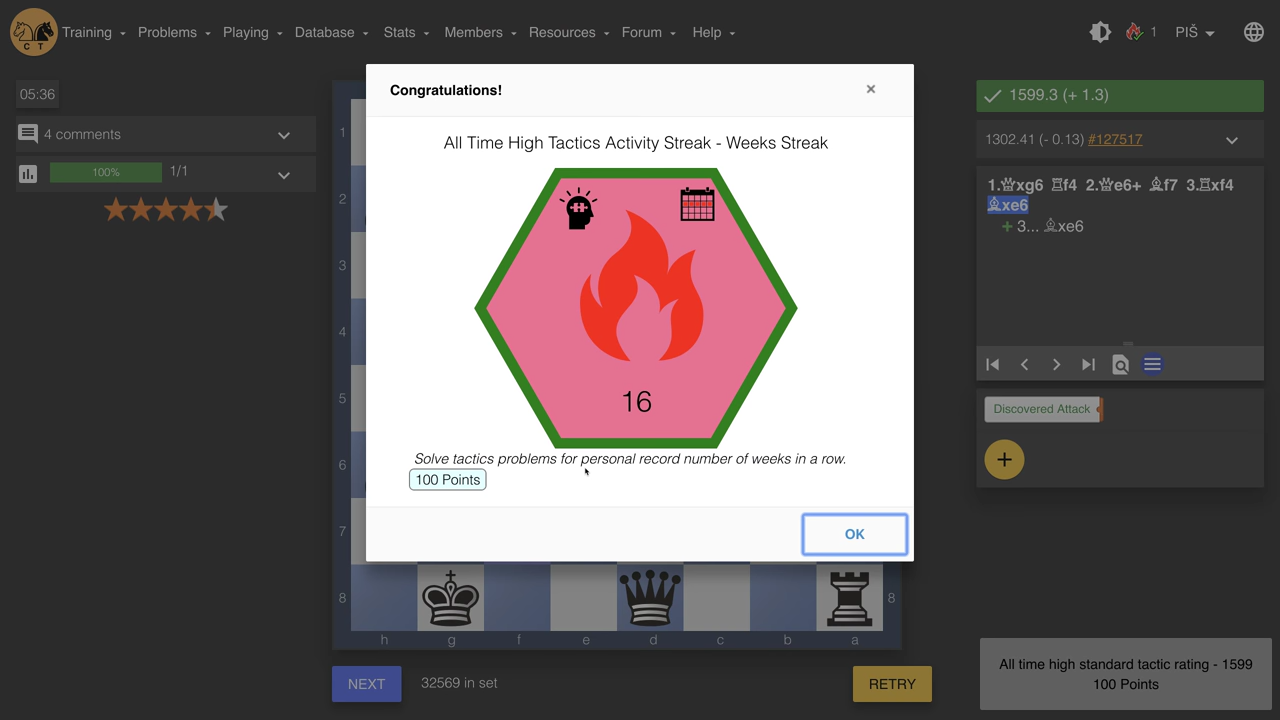 C T
Training
Problems
Playing
Database
Stats
Members
Resources
Forum
Help
1
PIŠ
05:36
4 comments
100%
1/1
Congratulations!
×
All Time High Tactics Activity Streak - Weeks Streak
16
Solve tactics problems for personal record number of weeks in a row.
100 Points
OK
1
2
3
4
5
6
7
8
8
h g f e d c b a
NEXT
32569 in set
RETRY
1599.3 (+ 1.3)
1302.41 (- 0.13) #127517
1.♕xg6 ♖f4 2.♕e6+ ♗f7 3.♖xf4
♗xe6
+ 3... ♗xe6
Discovered Attack
+
All time high standard tactic rating - 1599
100 Points